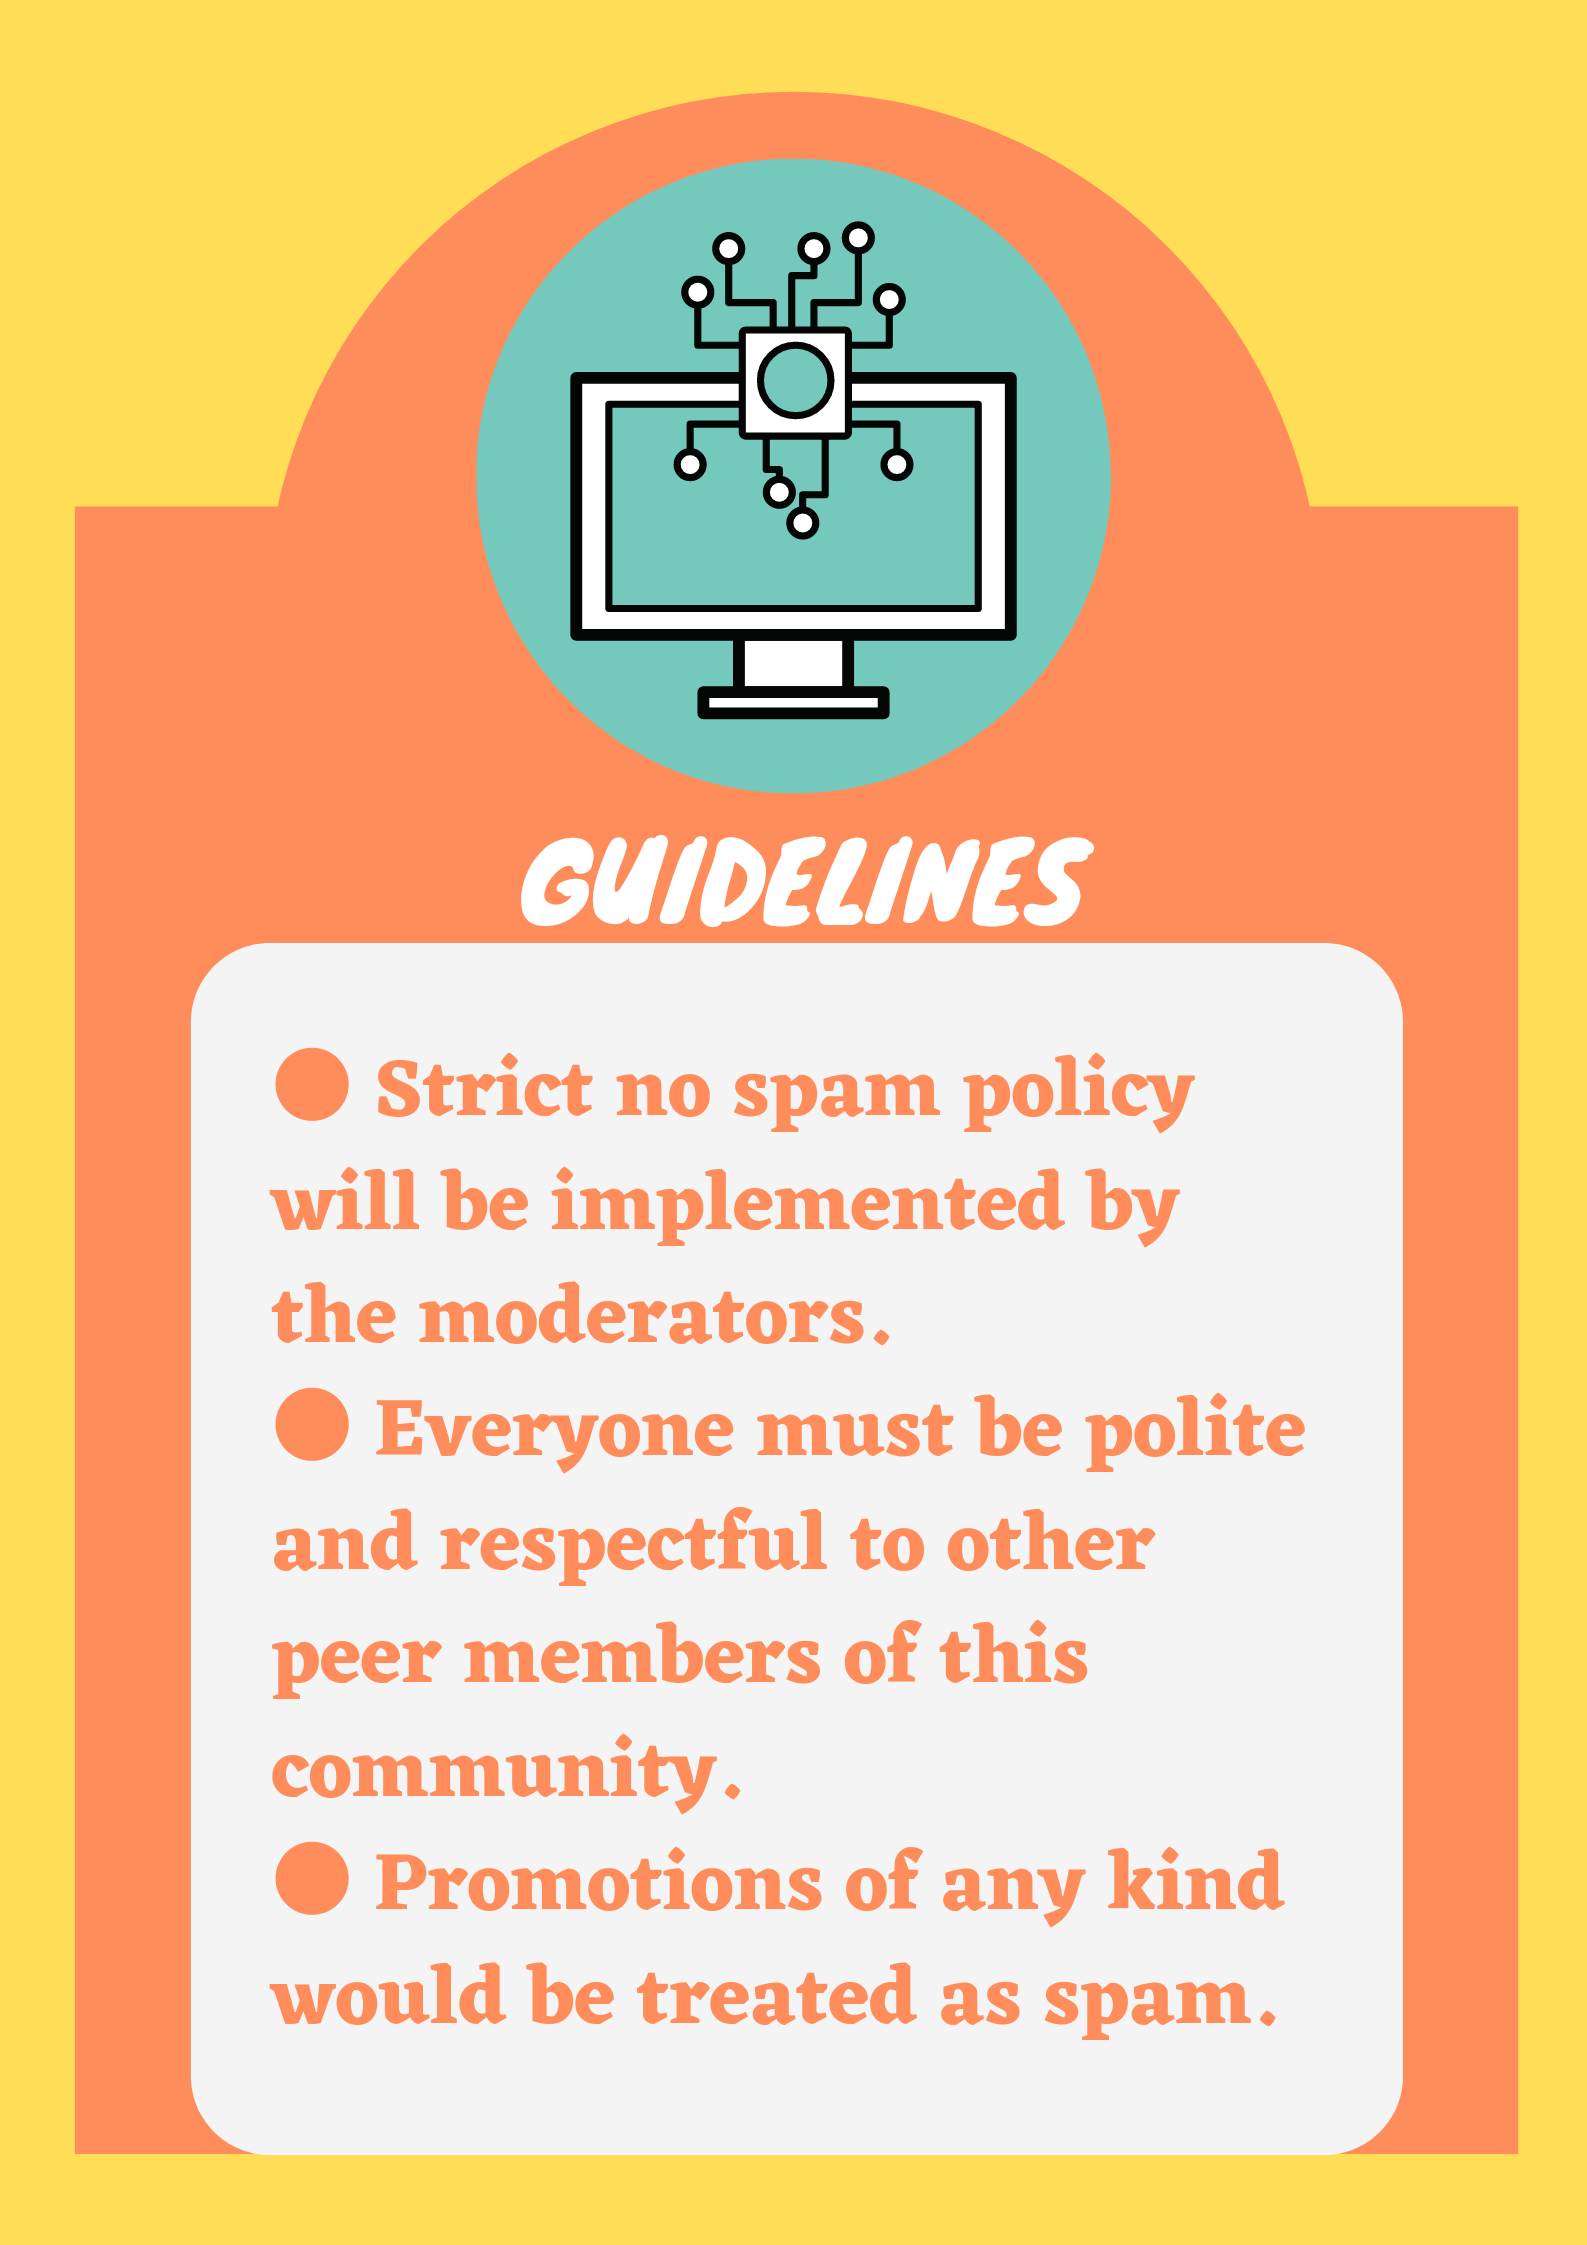 GUIDELINES
● Strict no spam policy
will be implemented by
the moderators.
● Everyone must be polite
and respectful to other
peer members of this
community.
● Promotions of any kind
would be treated as spam.